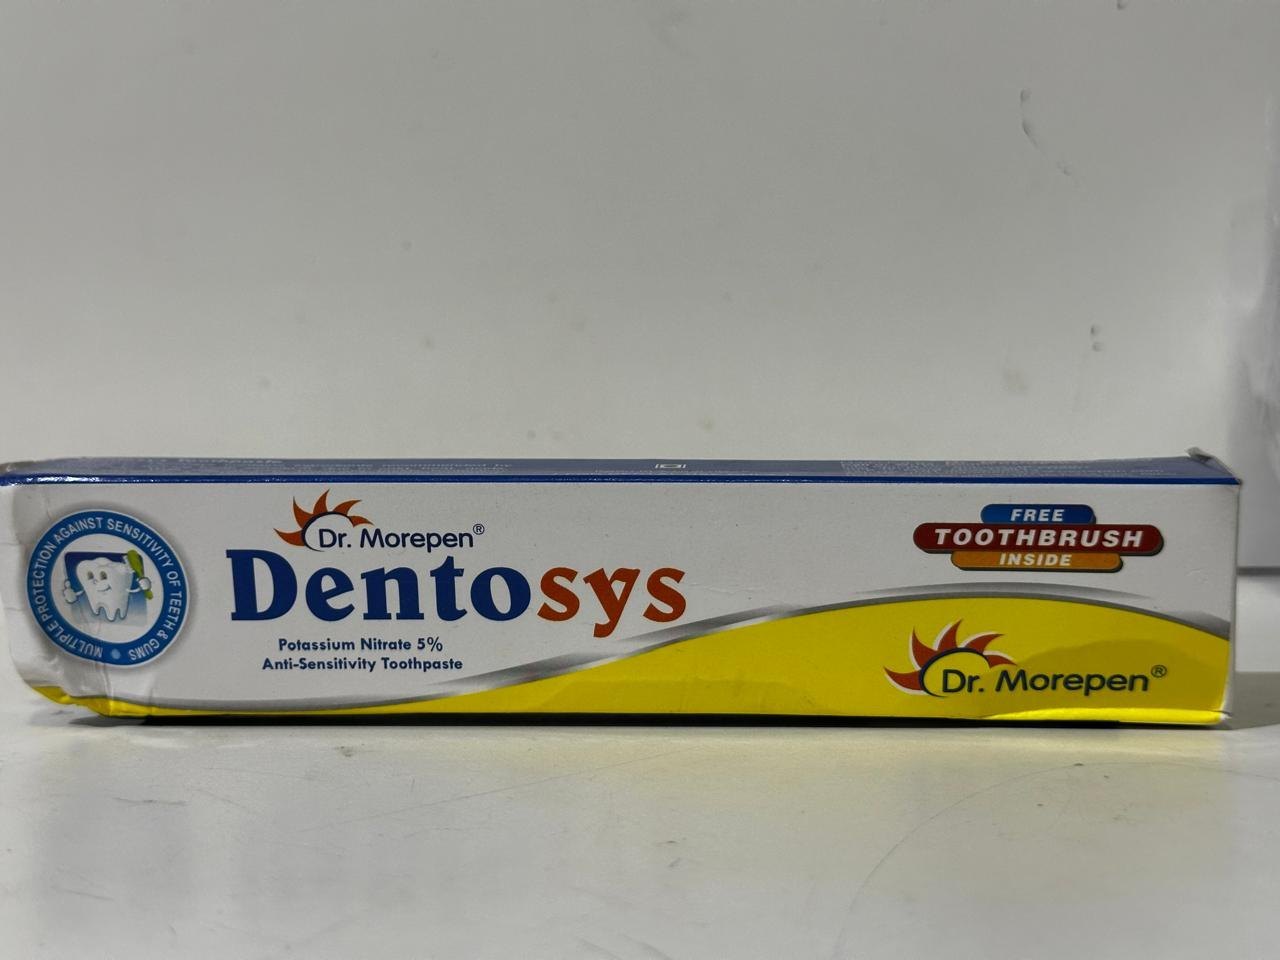 MULTIPLE PROTECTION AGAINST SENSITIVITY OF TEETH & GUMS
Dr. Morepen®
Dentosys
Potassium Nitrate 5%
Anti-Sensitivity Toothpaste
FREE
TOOTHBRUSH
INSIDE
Dr. Morepen®